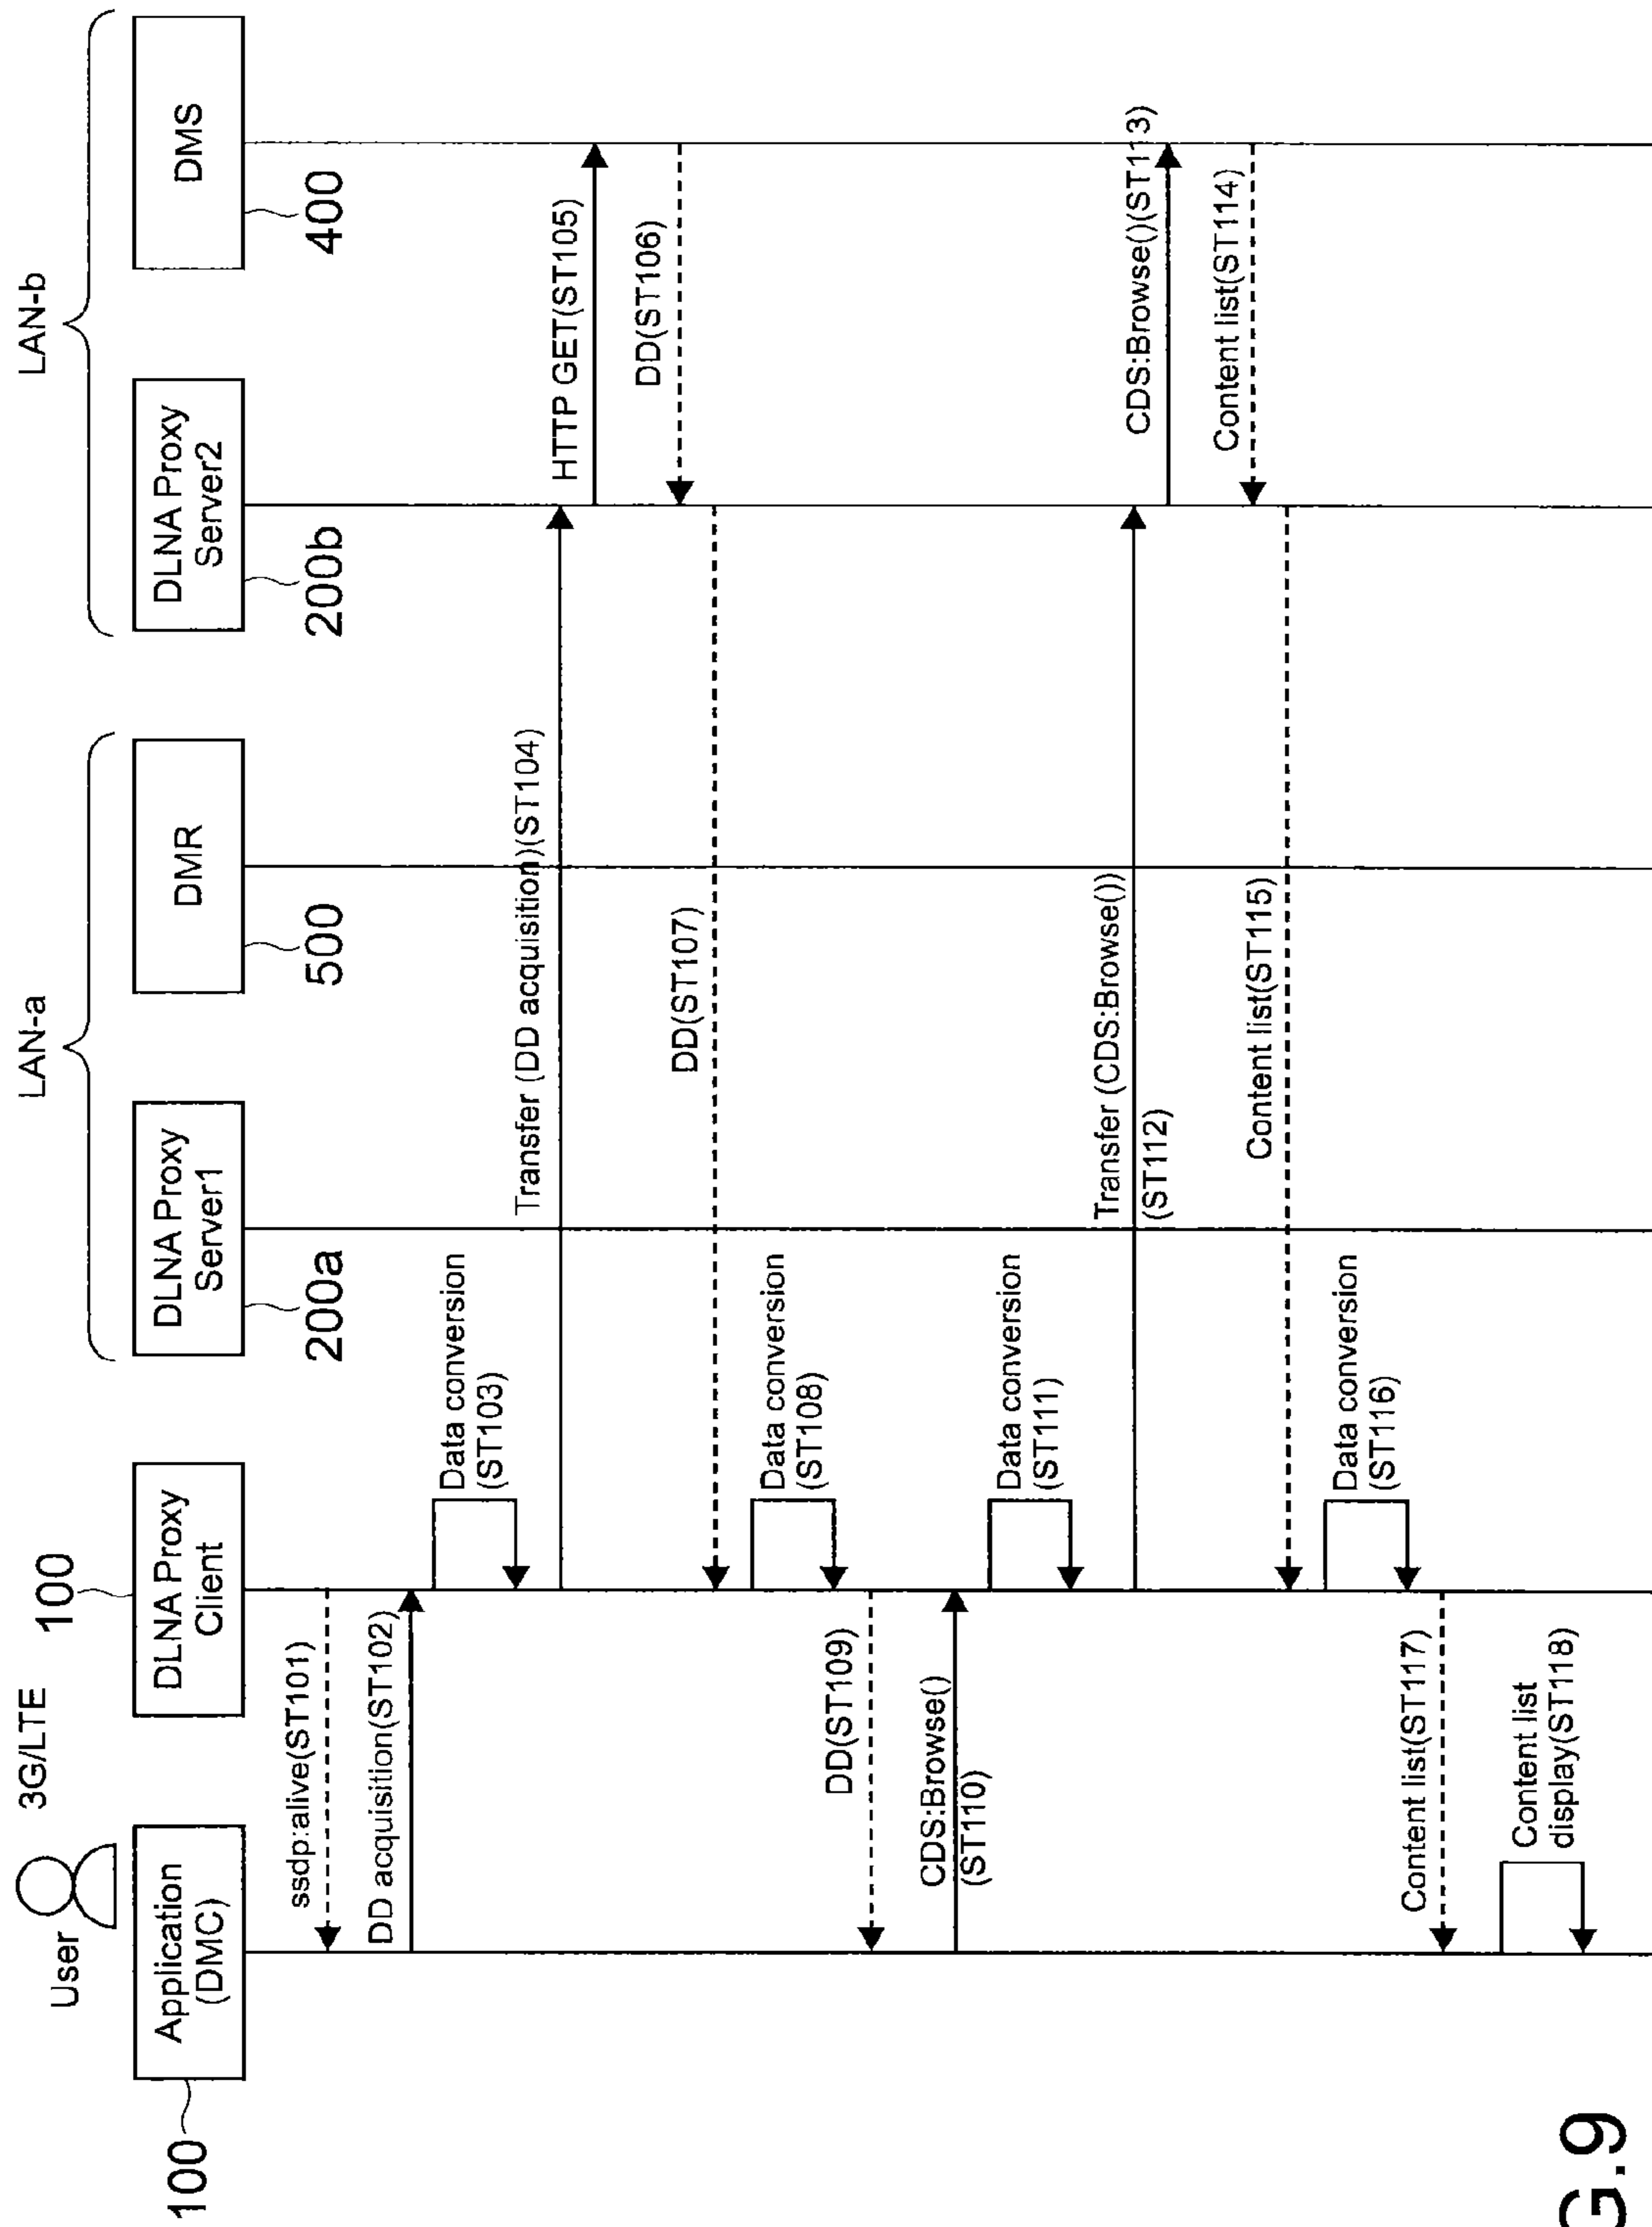 User
3G/LTE
100
LAN-a
LAN-b
100
Application
(DMC)
DLNA Proxy
Client
DLNA Proxy
Server1
DMR
DLNA Proxy
Server2
DMS
200a
500
200b
400
ssdp:alive(ST101)
DD acquisition(ST102)
Data conversion
(ST103)
Transfer (DD acquisition)(ST104)
HTTP GET(ST105)
DD(ST106)
DD(ST107)
Data conversion
(ST108)
DD(ST109)
CDS:Browse()
(ST110)
Data conversion
(ST111)
Transfer (CDS:Browse())
(ST112)
CDS:Browse()(ST113)
Content list(ST114)
Content list(ST115)
Data conversion
(ST116)
Content list(ST117)
Content list
display(ST118)
G.9